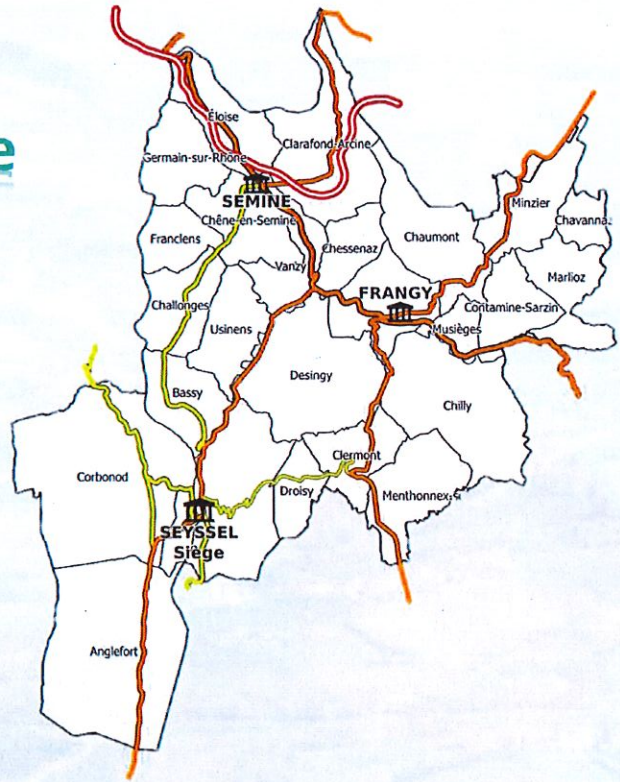 Éloise
Clarafond-Arcine
Germain-sur-Rhône
SEMINE
Chêne-en-Semine
Franclens
Chessenaz
Chaumont
Minzier
Chavannaz
Vanzy
Marlioz
FRANGY
Challonges
Contamine-Sarzin
Usinens
Musièges
Desingy
Bassy
Chilly
Clermont
Corbonod
Droisy
Menthonnex-s
SEYSSEL
Siège
Anglefort